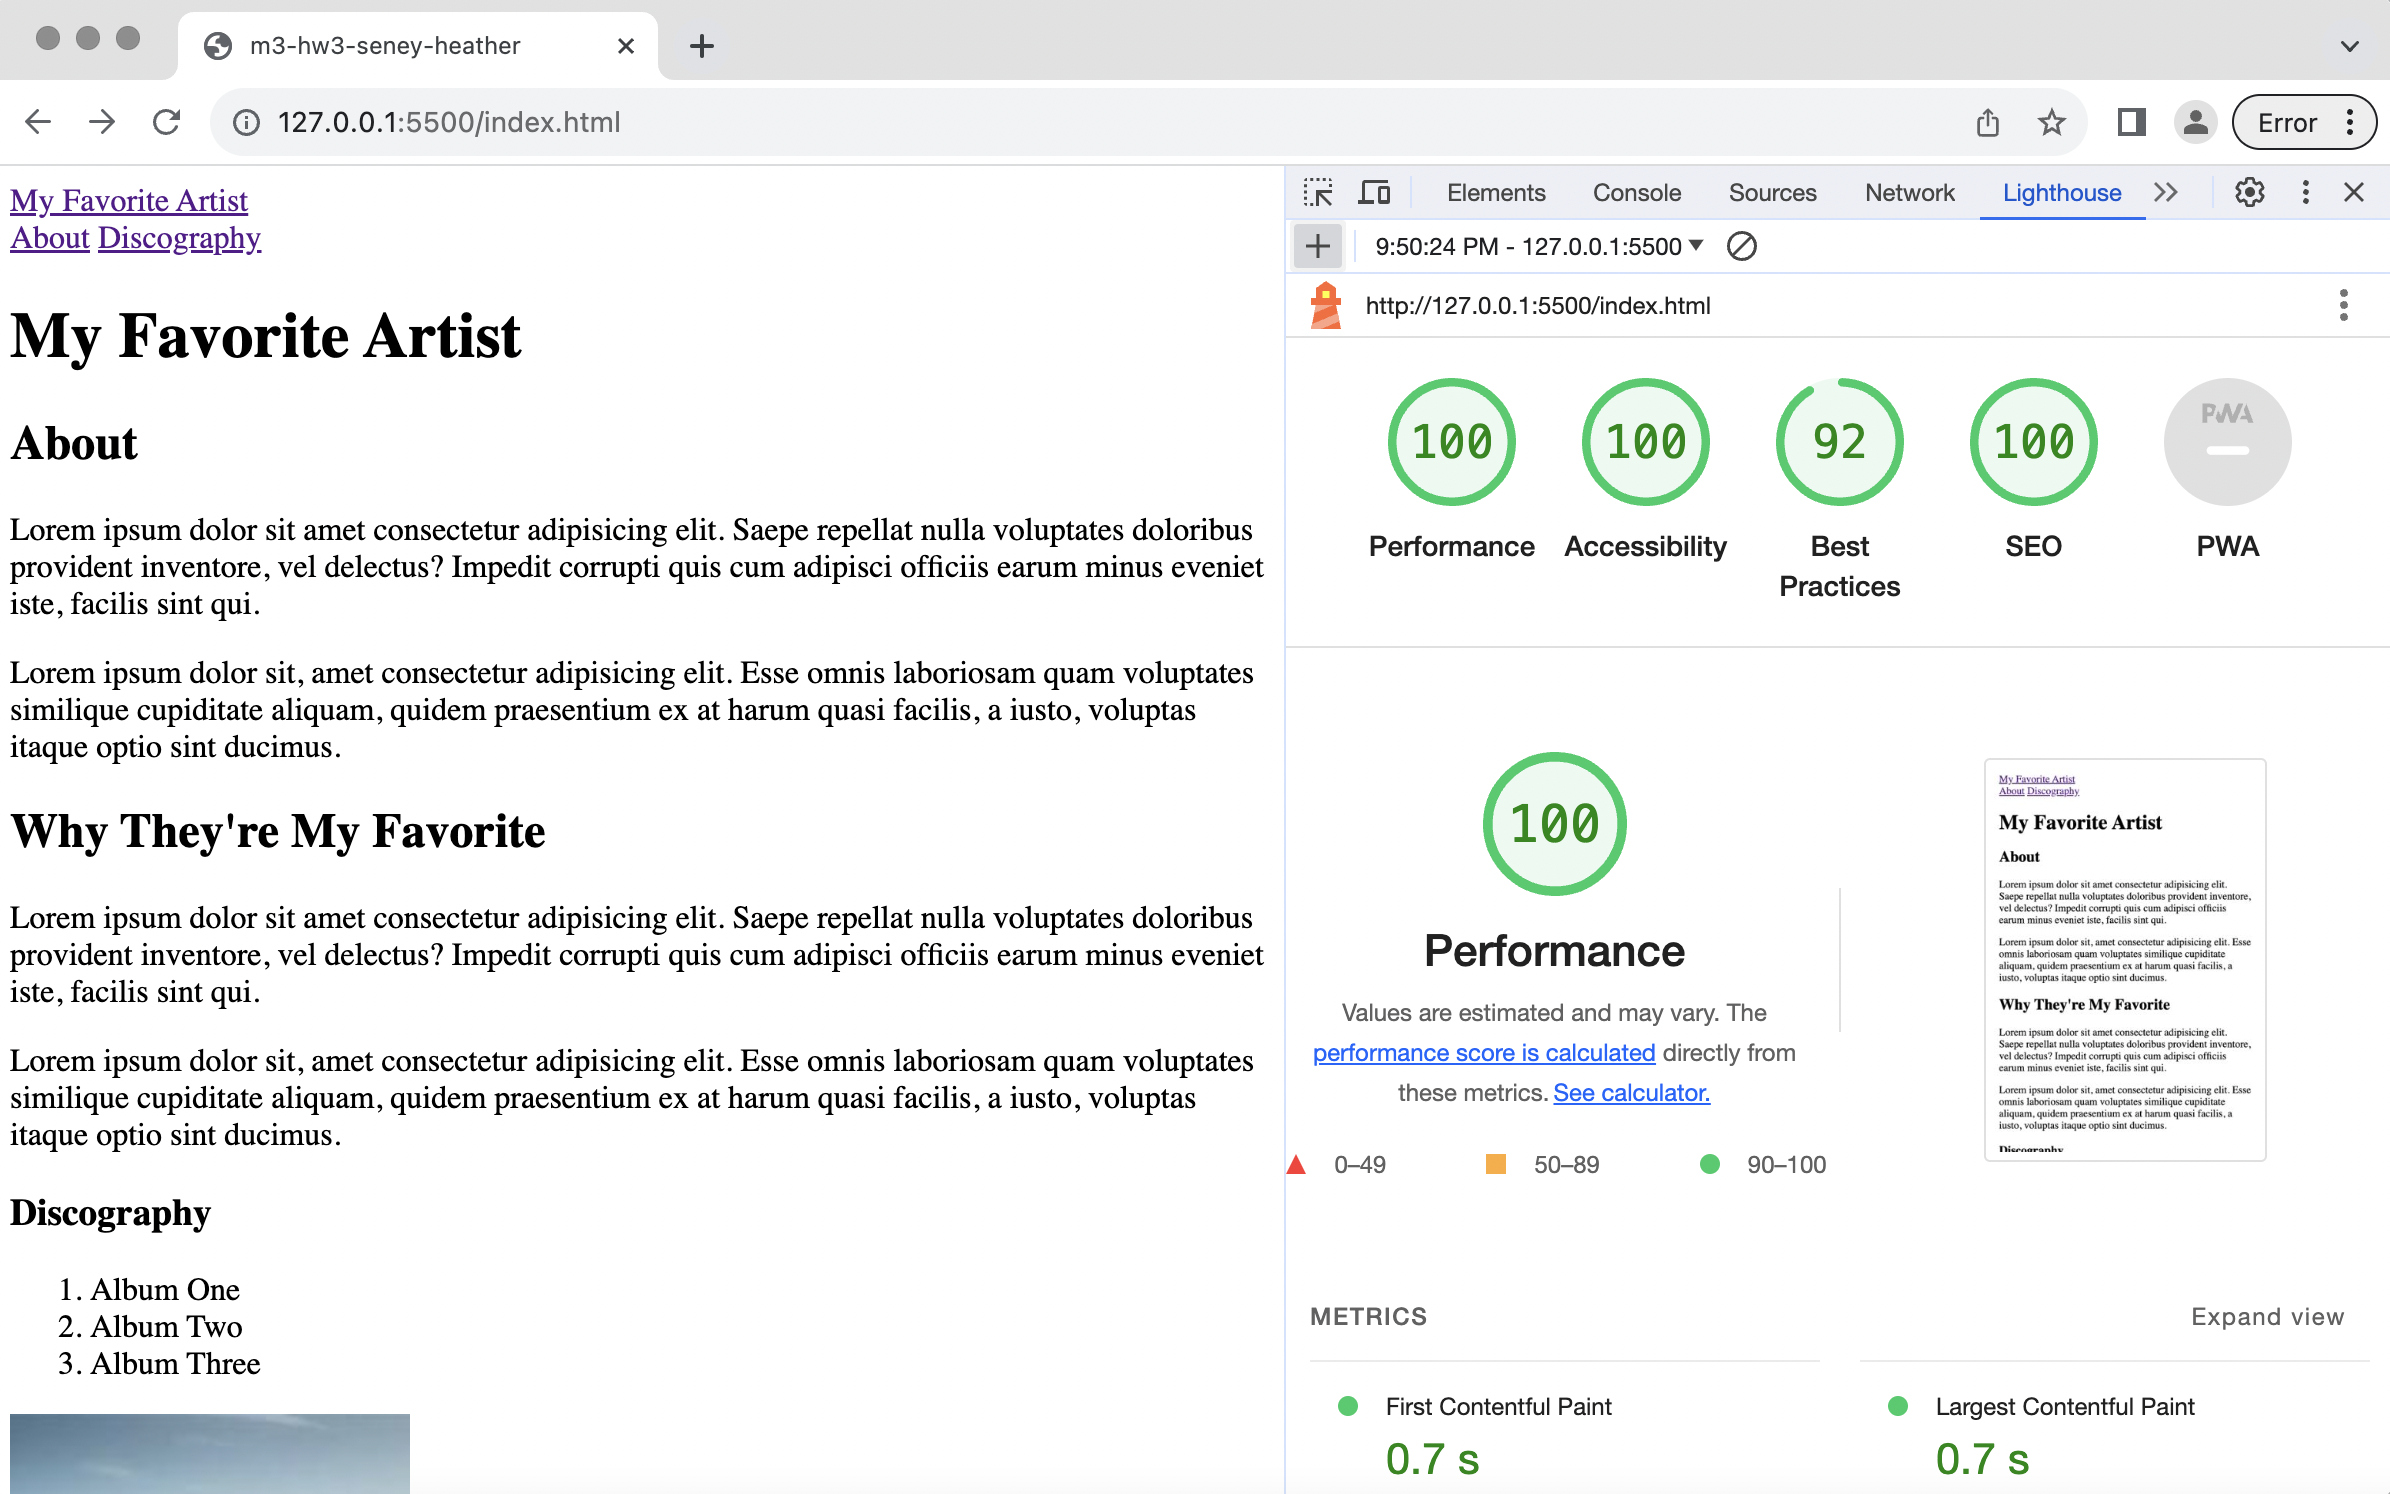 m3-hw3-seney-heather
127.0.0.1:5500/index.html
Error
My Favorite Artist
About Discography
My Favorite Artist
About
Lorem ipsum dolor sit amet consectetur adipisicing elit. Saepe repellat nulla voluptates doloribus
provident inventore, vel delectus? Impedit corrupti quis cum adipisci officiis earum minus eveniet
iste, facilis sint qui.
Lorem ipsum dolor sit, amet consectetur adipisicing elit. Esse omnis laboriosam quam voluptates
similique cupiditate aliquam, quidem praesentium ex at harum quasi facilis, a iusto, voluptas
itaque optio sint ducimus.
Why They're My Favorite
Lorem ipsum dolor sit amet consectetur adipisicing elit. Saepe repellat nulla voluptates doloribus
provident inventore, vel delectus? Impedit corrupti quis cum adipisci officiis earum minus eveniet
iste, facilis sint qui.
Lorem ipsum dolor sit, amet consectetur adipisicing elit. Esse omnis laboriosam quam voluptates
similique cupiditate aliquam, quidem praesentium ex at harum quasi facilis, a iusto, voluptas
itaque optio sint ducimus.
Discography
1. Album One
2. Album Two
3. Album Three
Elements Console Sources Network Lighthouse
9:50:24 PM - 127.0.0.1:5500
http://127.0.0.1:5500/index.html
100 100 92 100 PWA
Performance Accessibility Best Practices SEO PWA
100
Performance
Values are estimated and may vary. The
performance score is calculated directly from
these metrics. See calculator.
0–49 50–89 90–100
My Favorite Artist
About Discography
My Favorite Artist
About
Lorem ipsum dolor sit amet consectetur adipisicing elit.
Saepe repellat nulla voluptates doloribus provident inventore,
vel delectus? Impedit corrupti quis cum adipisci officiis
earum minus eveniet iste, facilis sint qui.
Lorem ipsum dolor sit, amet consectetur adipisicing elit. Esse
omnis laboriosam quam voluptates similique cupiditate
aliquam, quidem praesentium ex at harum quasi facilis, a
iusto, voluptas itaque optio sint ducimus.
Why They're My Favorite
Lorem ipsum dolor sit amet consectetur adipisicing elit.
Saepe repellat nulla voluptates doloribus provident inventore,
vel delectus? Impedit corrupti quis cum adipisci officiis
earum minus eveniet iste, facilis sint qui.
Lorem ipsum dolor sit, amet consectetur adipisicing elit. Esse
omnis laboriosam quam voluptates similique cupiditate
aliquam, quidem praesentium ex at harum quasi facilis, a
iusto, voluptas itaque optio sint ducimus.
Discography
METRICS Expand view
First Contentful Paint
0.7 s
Largest Contentful Paint
0.7 s